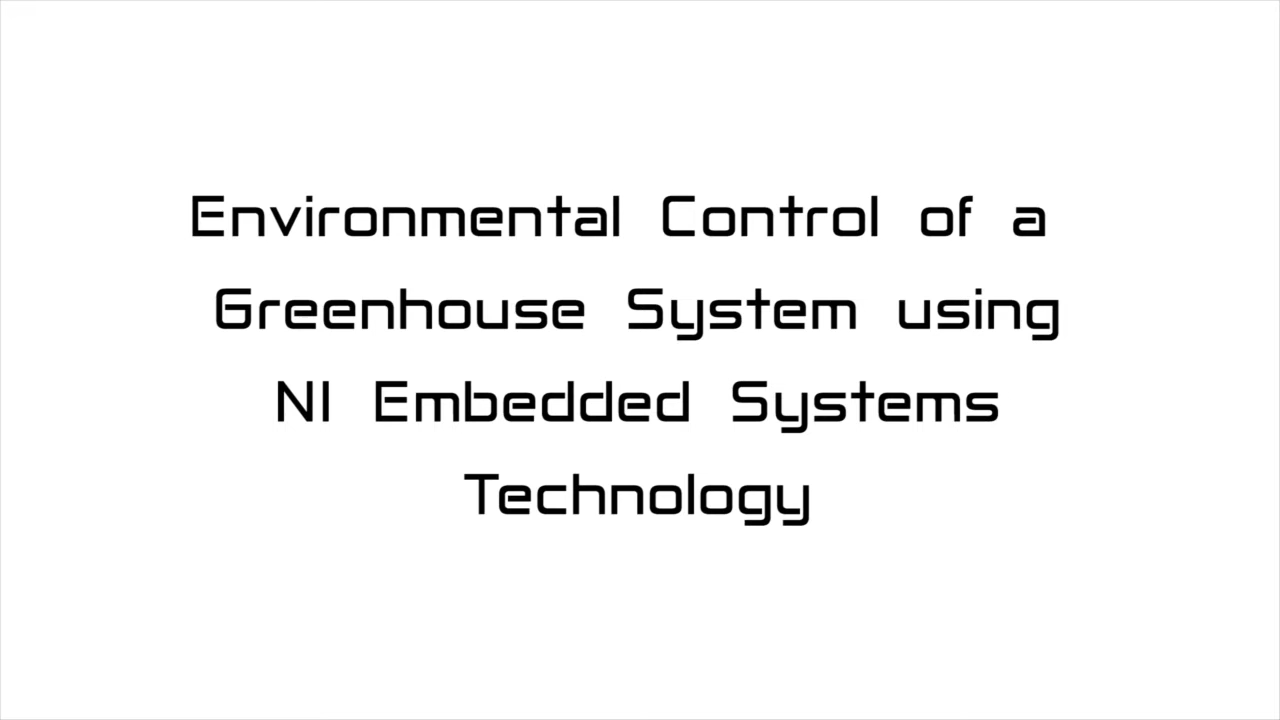 Environmental Control of a
Greenhouse System using
NI Embedded Systems
Technology